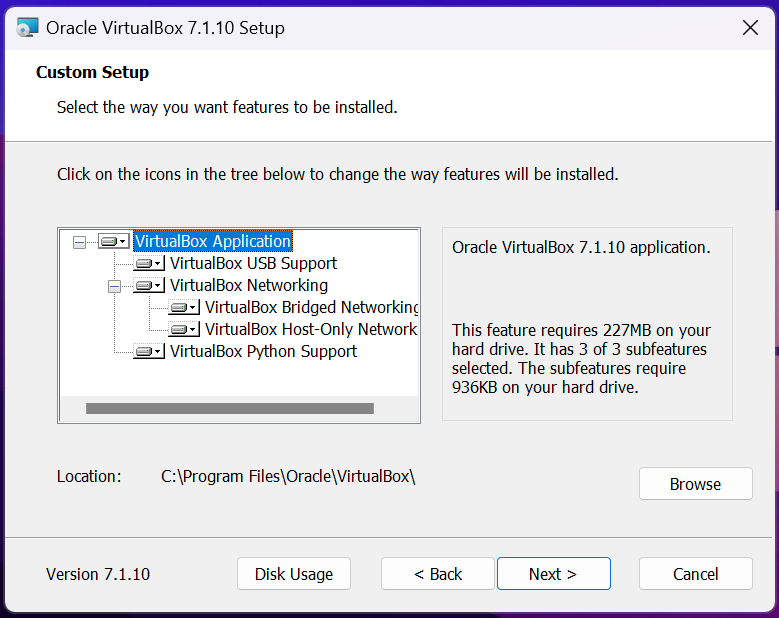 Oracle VirtualBox 7.1.10 Setup
Custom Setup
Select the way you want features to be installed.
Click on the icons in the tree below to change the way features will be installed.
VirtualBox Application
VirtualBox USB Support
VirtualBox Networking
VirtualBox Bridged Networking
VirtualBox Host-Only Network
VirtualBox Python Support
Oracle VirtualBox 7.1.10 application.
This feature requires 227MB on your
hard drive. It has 3 of 3 subfeatures
selected. The subfeatures require
936KB on your hard drive.
Location: C:\Program Files\Oracle\VirtualBox\
Browse
Version 7.1.10
Disk Usage
< Back
Next >
Cancel